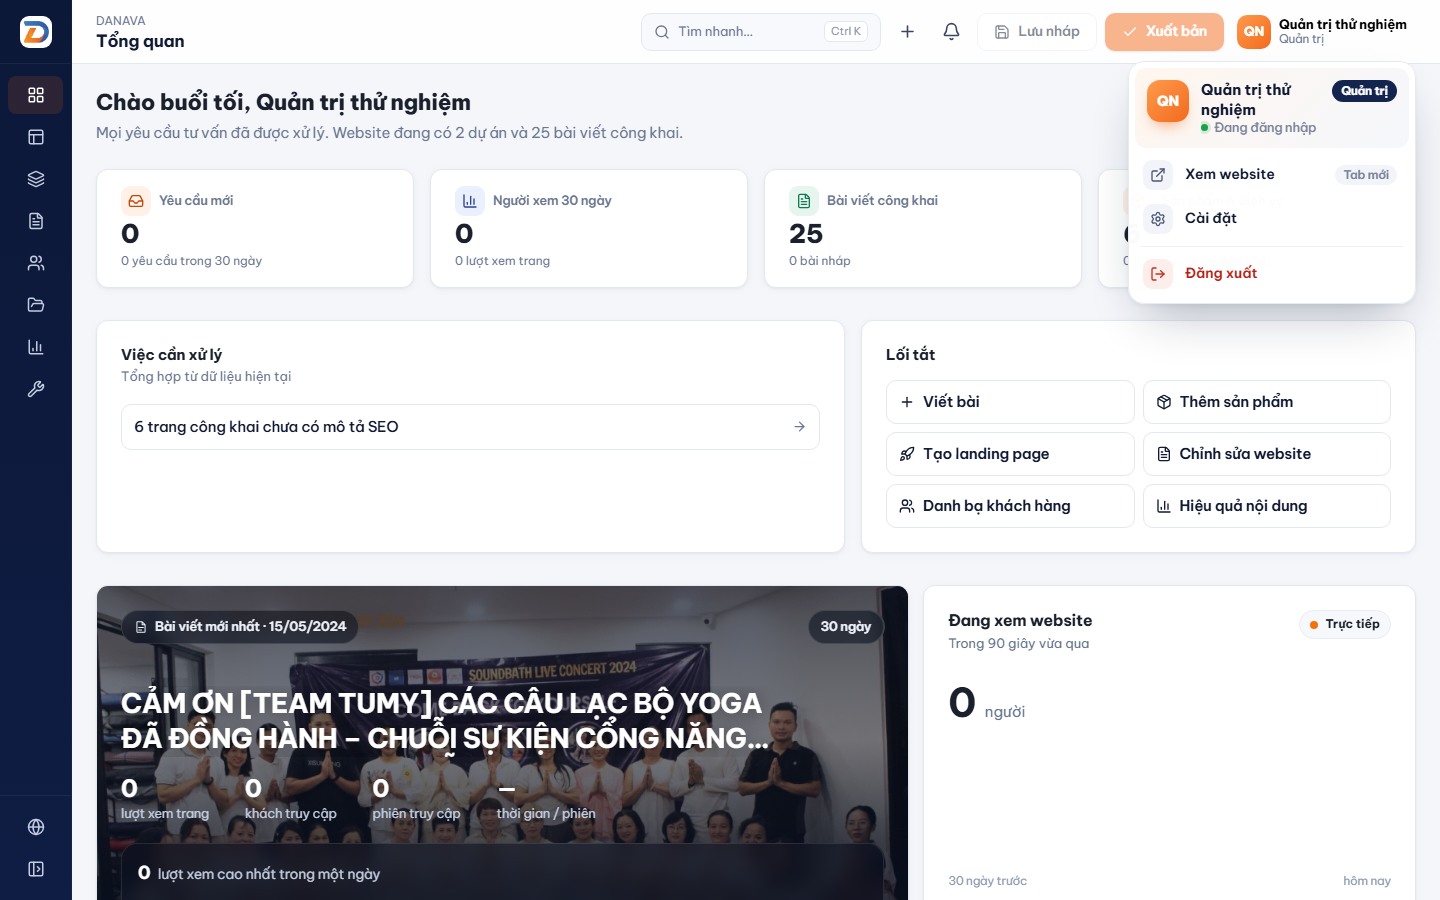 DANAVA
Tổng quan
Tìm nhanh...
Ctrl K
Lưu nháp
Xuất bản
QN
Quản trị thử nghiệm
Quản trị
Chào buổi tối, Quản trị thử nghiệm
Mọi yêu cầu tư vấn đã được xử lý. Website đang có 2 dự án và 25 bài viết công khai.
QN
Quản trị thử
nghiệm
Quản trị
Đang đăng nhập
Xem website
Tab mới
Cài đặt
Đăng xuất
Yêu cầu mới
0
0 yêu cầu trong 30 ngày
Người xem 30 ngày
0
0 lượt xem trang
Bài viết công khai
25
0 bài nháp
Việc cần xử lý
Tổng hợp từ dữ liệu hiện tại
6 trang công khai chưa có mô tả SEO
Lối tắt
Viết bài
Thêm sản phẩm
Tạo landing page
Chỉnh sửa website
Danh bạ khách hàng
Hiệu quả nội dung
Bài viết mới nhất · 15/05/2024
30 ngày
SOUNDBATH LIVE CONCERT 2024
CẢM ƠN [TEAM TUMY] CÁC CÂU LẠC BỘ YOGA
ĐÃ ĐỒNG HÀNH – CHUỖI SỰ KIỆN CỔNG NĂNG...
0
lượt xem trang
0
khách truy cập
0
phiên truy cập
—
thời gian / phiên
0 lượt xem cao nhất trong một ngày
Đang xem website
Trong 90 giây vừa qua
Trực tiếp
0 người
30 ngày trước
hôm nay